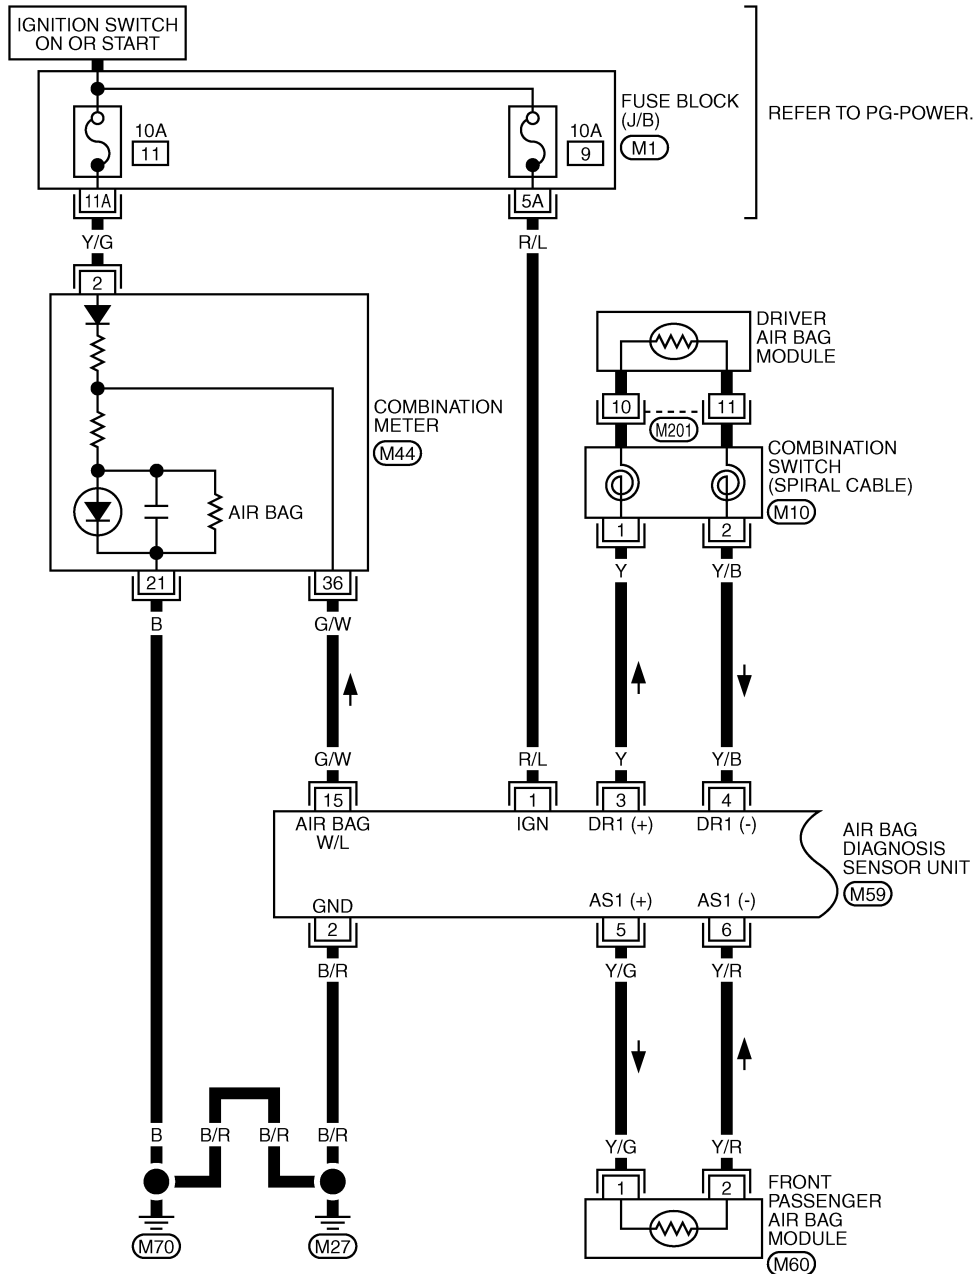 IGNITION SWITCH
ON OR START
FUSE BLOCK
(J/B)
M1
REFER TO PG-POWER.
10A
11
10A
9
11A
5A
Y/G
R/L
2
DRIVER
AIR BAG
MODULE
10
11
M201
COMBINATION
METER
M44
COMBINATION
SWITCH
(SPIRAL CABLE)
M10
AIR BAG
1
2
21
36
Y
Y/B
B
G/W
G/W
R/L
Y
Y/B
15
1
3
4
AIR BAG
W/L
IGN
DR1 (+)
DR1 (-)
AIR BAG
DIAGNOSIS
SENSOR UNIT
M59
GND
AS1 (+)
AS1 (-)
2
5
6
B/R
Y/G
Y/R
B
B/R
B/R
B/R
Y/G
Y/R
1
2
FRONT
PASSENGER
AIR BAG
MODULE
M60
M70
M27